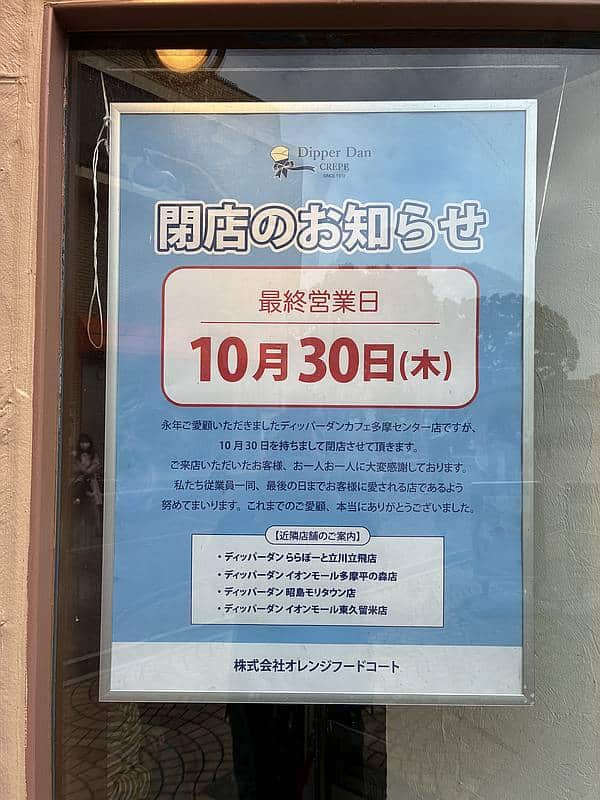 Dipper Dan
CREPE
閉店のお知らせ
最終営業日
10月30日(木)
永年ご愛顧いただきましたディッパーダンカフェ多摩センター店ですが、
10月30日を持ちまして閉店させて頂きます。
ご来店いただいたお客様、お一人お一人に大変感謝しております。
私たち従業員一同、最後の日までお客様に愛される店であるよう
努めてまいります。これまでのご愛顧、本当にありがとうございました。
【近隣店舗のご案内】
・ディッパーダン ららぽーと立川立飛店
・ディッパーダン イオンモール多摩平の森店
・ディッパーダン 昭島モリタウン店
・ディッパーダン イオンモール東久留米店
株式会社オレンジフードコート